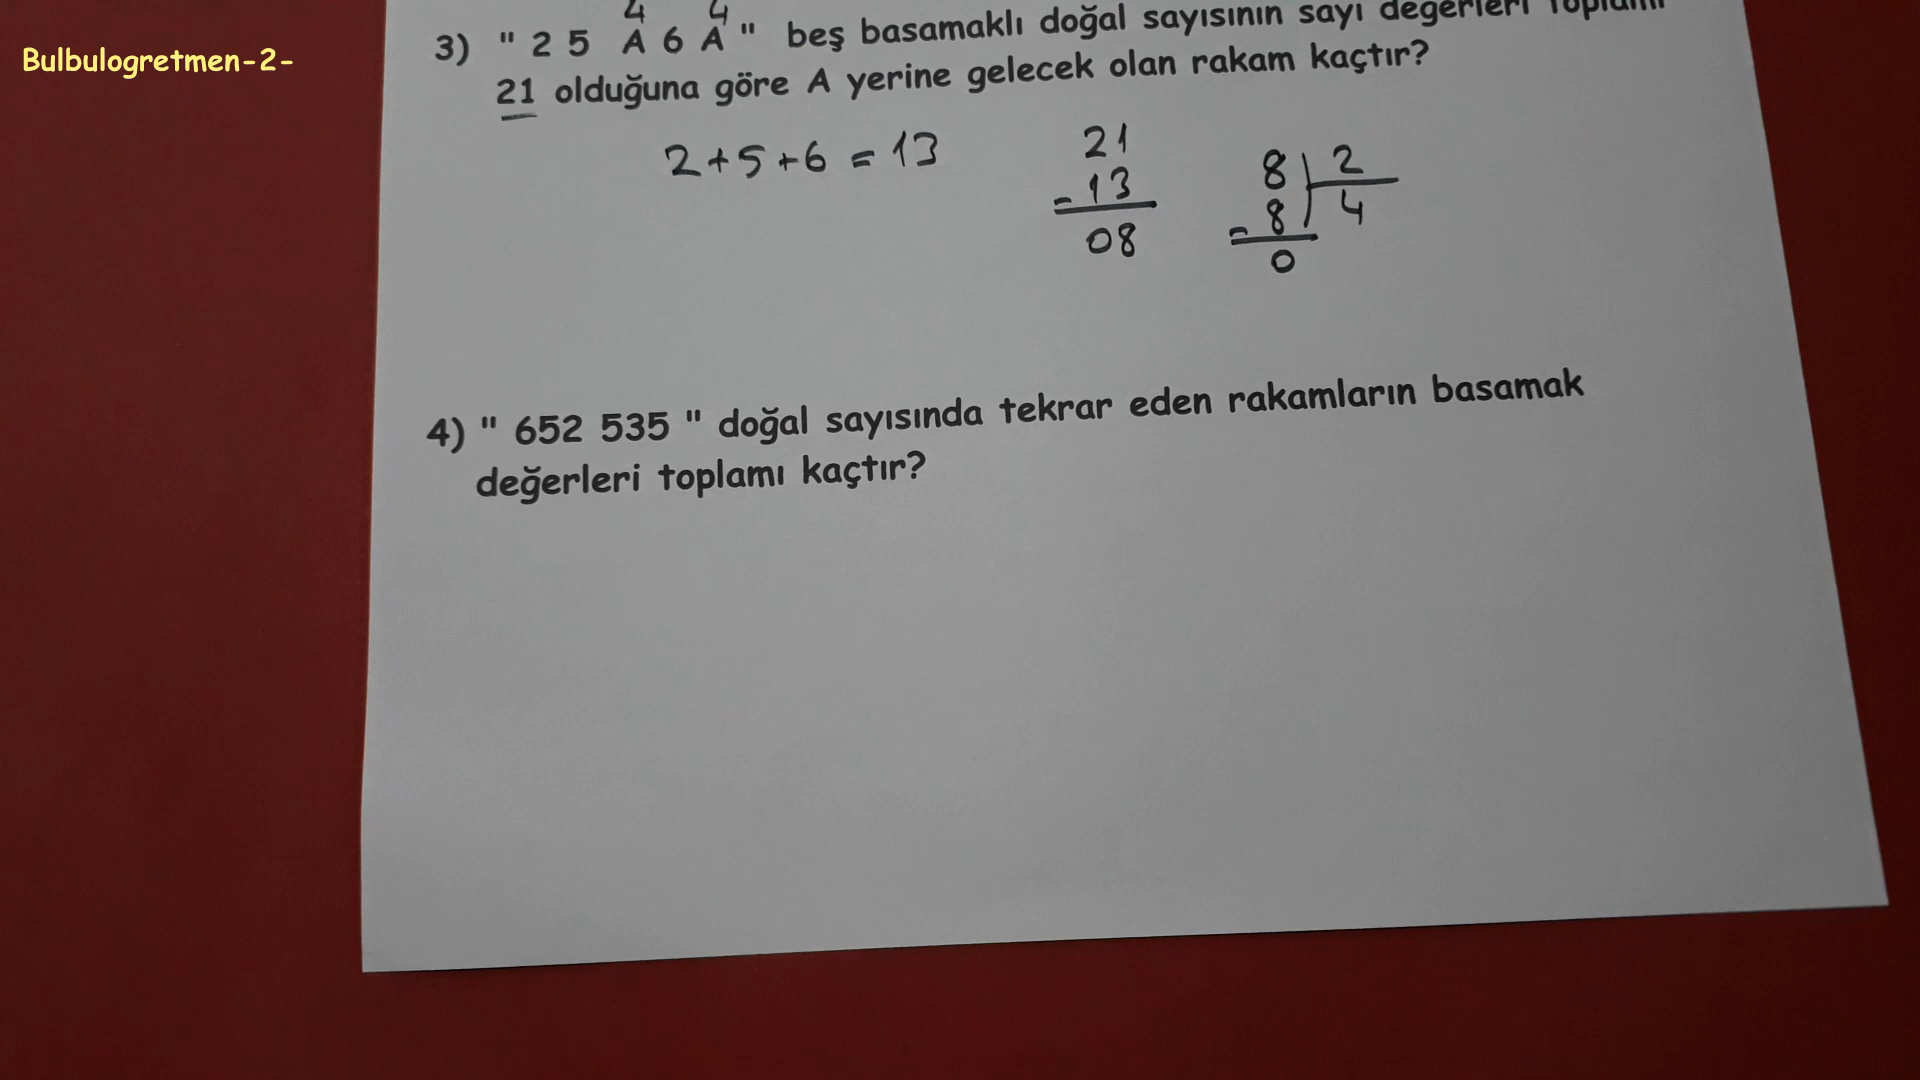 Bulbulogretmen-2-
4 4
3) " 2 5 A 6 A " beş basamaklı doğal sayısının sayı değerleri toplamı
21 olduğuna göre A yerine gelecek olan rakam kaçtır?
2+5+6 = 13
21
- 13
08
8 2
- 8 4
0
4) " 652 535 " doğal sayısında tekrar eden rakamların basamak
değerleri toplamı kaçtır?